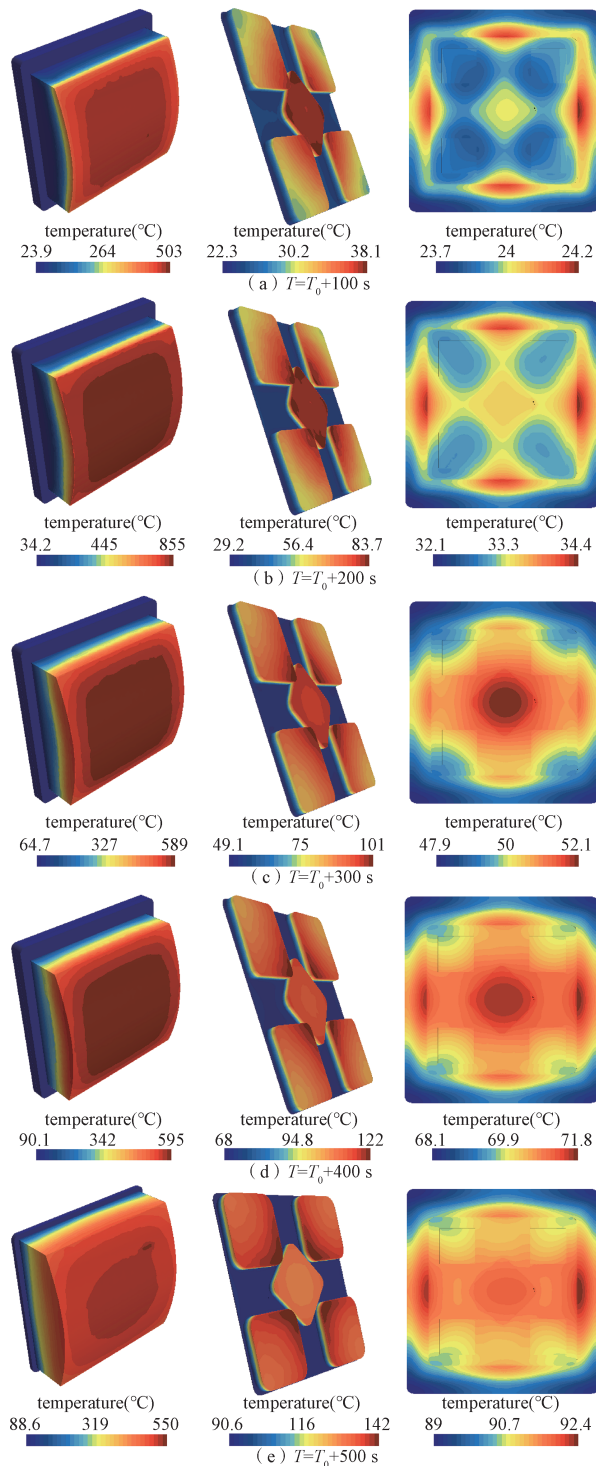 temperature(°C) temperature(°C) temperature(°C)
23.9 264 503 22.3 30.2 38.1 23.7 24 24.2
（a）T=T₀+100 s
temperature(°C) temperature(°C) temperature(°C)
34.2 445 855 29.2 56.4 83.7 32.1 33.3 34.4
（b）T=T₀+200 s
temperature(°C) temperature(°C) temperature(°C)
64.7 327 589 49.1 75 101 47.9 50 52.1
（c）T=T₀+300 s
temperature(°C) temperature(°C) temperature(°C)
90.1 342 595 68 94.8 122 68.1 69.9 71.8
（d）T=T₀+400 s
temperature(°C) temperature(°C) temperature(°C)
88.6 319 550 90.6 116 142 89 90.7 92.4
（e）T=T₀+500 s